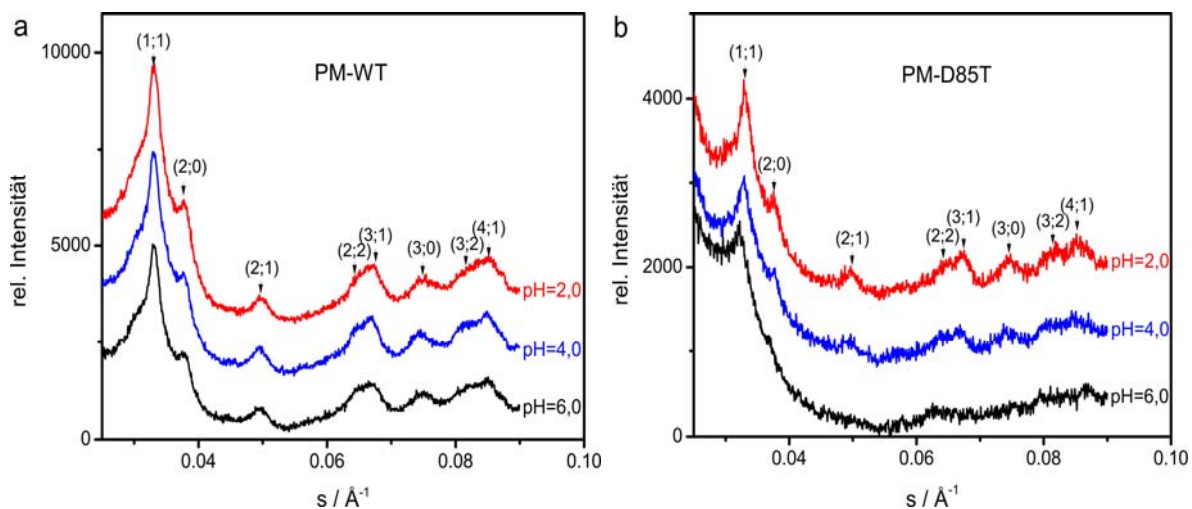 a
PM-WT
rel. Intensität
10000
5000
0
(1;1)
(2;0)
(2;1)
(2;2)
(3;1)
(3;0)
(3;2)
(4;1)
pH=2,0
pH=4,0
pH=6,0
0.04
0.06
0.08
0.10
s / Å⁻¹
b
PM-D85T
rel. Intensität
4000
2000
0
(1;1)
(2;0)
(2;1)
(2;2)
(3;1)
(3;0)
(3;2)
(4;1)
pH=2,0
pH=4,0
pH=6,0
0.04
0.06
0.08
0.10
s / Å⁻¹